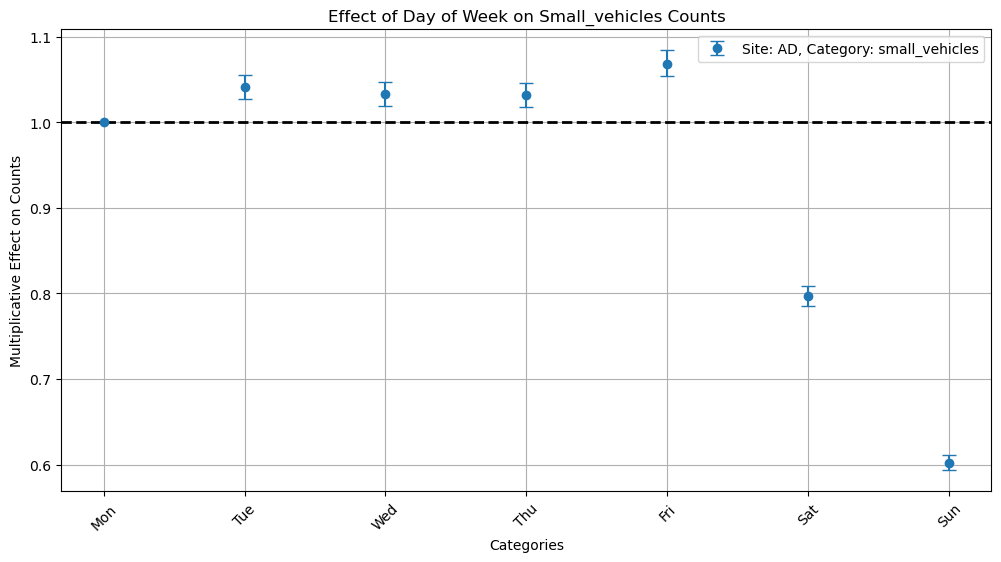 Effect of Day of Week on Small_vehicles Counts
Multiplicative Effect on Counts
1.1
1.0
0.9
0.8
0.7
0.6
Site: AD, Category: small_vehicles
Mon
Tue
Wed
Thu
Fri
Sat
Sun
Categories